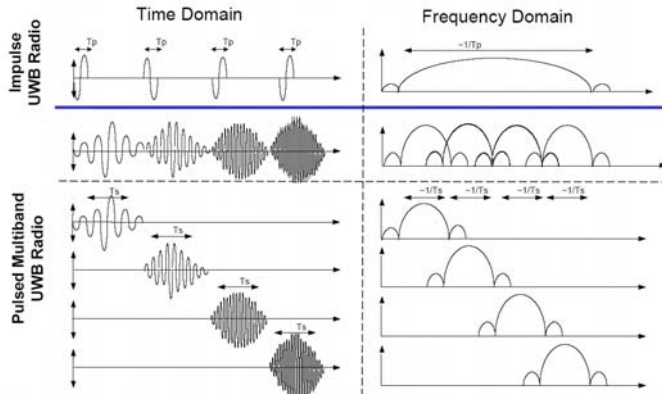 Time Domain
Frequency Domain
Impulse
UWB Radio
Tp
Tp
Tp
Tp
~1/Tp
Pulsed Multiband
UWB Radio
Ts
Ts
Ts
Ts
~1/Ts
~1/Ts
~1/Ts
~1/Ts